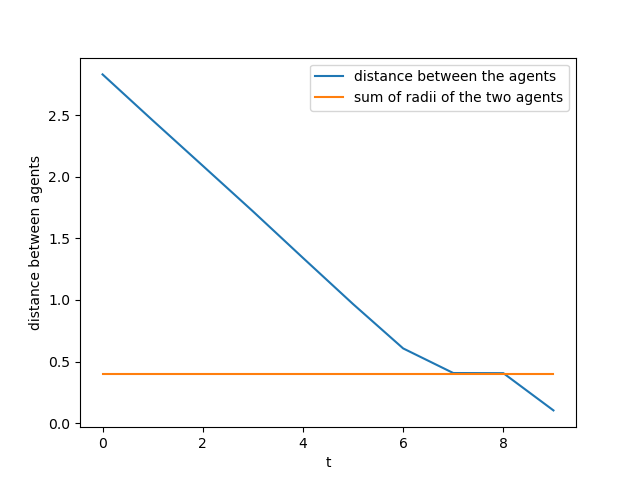 distance between the agents
sum of radii of the two agents
distance between agents
2.5
2.0
1.5
1.0
0.5
0.0
0 2 4 6 8
t